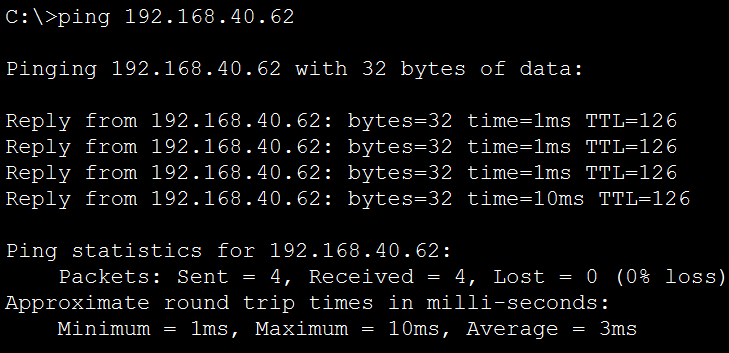 C:\>ping 192.168.40.62
Pinging 192.168.40.62 with 32 bytes of data:
Reply from 192.168.40.62: bytes=32 time=1ms TTL=126
Reply from 192.168.40.62: bytes=32 time=1ms TTL=126
Reply from 192.168.40.62: bytes=32 time=1ms TTL=126
Reply from 192.168.40.62: bytes=32 time=10ms TTL=126
Ping statistics for 192.168.40.62:
    Packets: Sent = 4, Received = 4, Lost = 0 (0% loss)
Approximate round trip times in milli-seconds:
    Minimum = 1ms, Maximum = 10ms, Average = 3ms